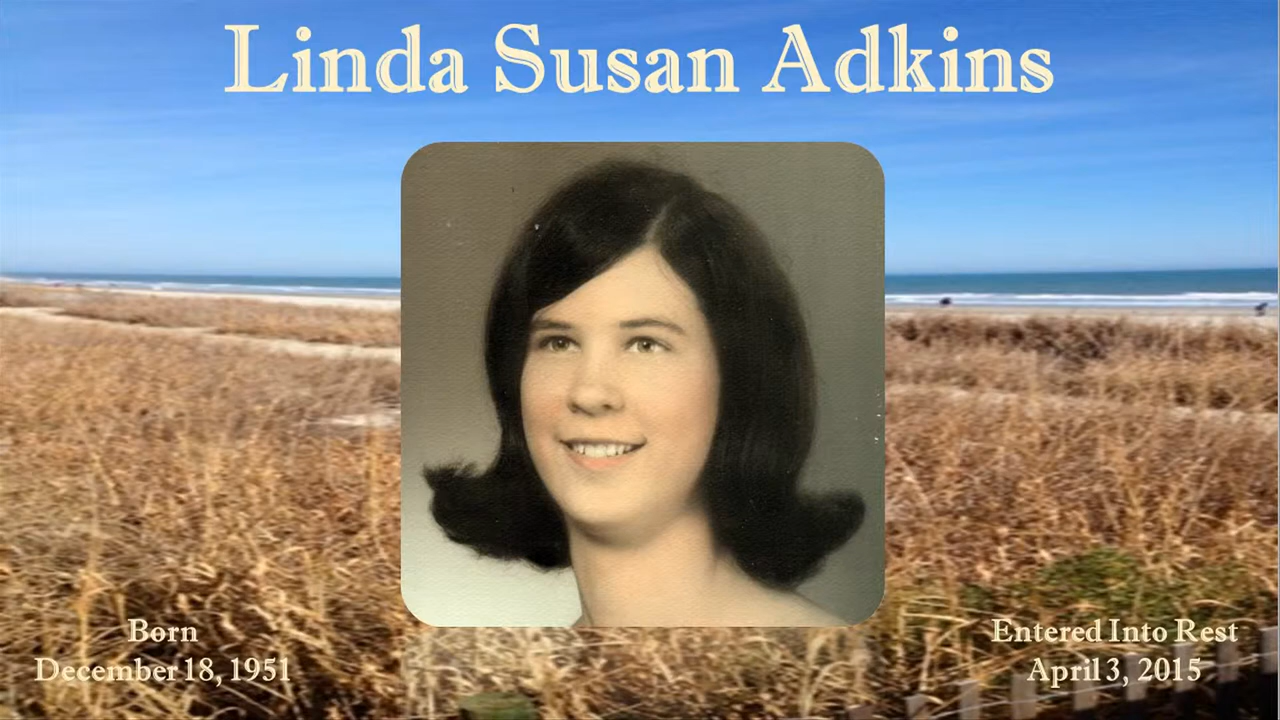 Linda Susan Adkins
Born
December 18, 1951
Entered Into Rest
April 3, 2015